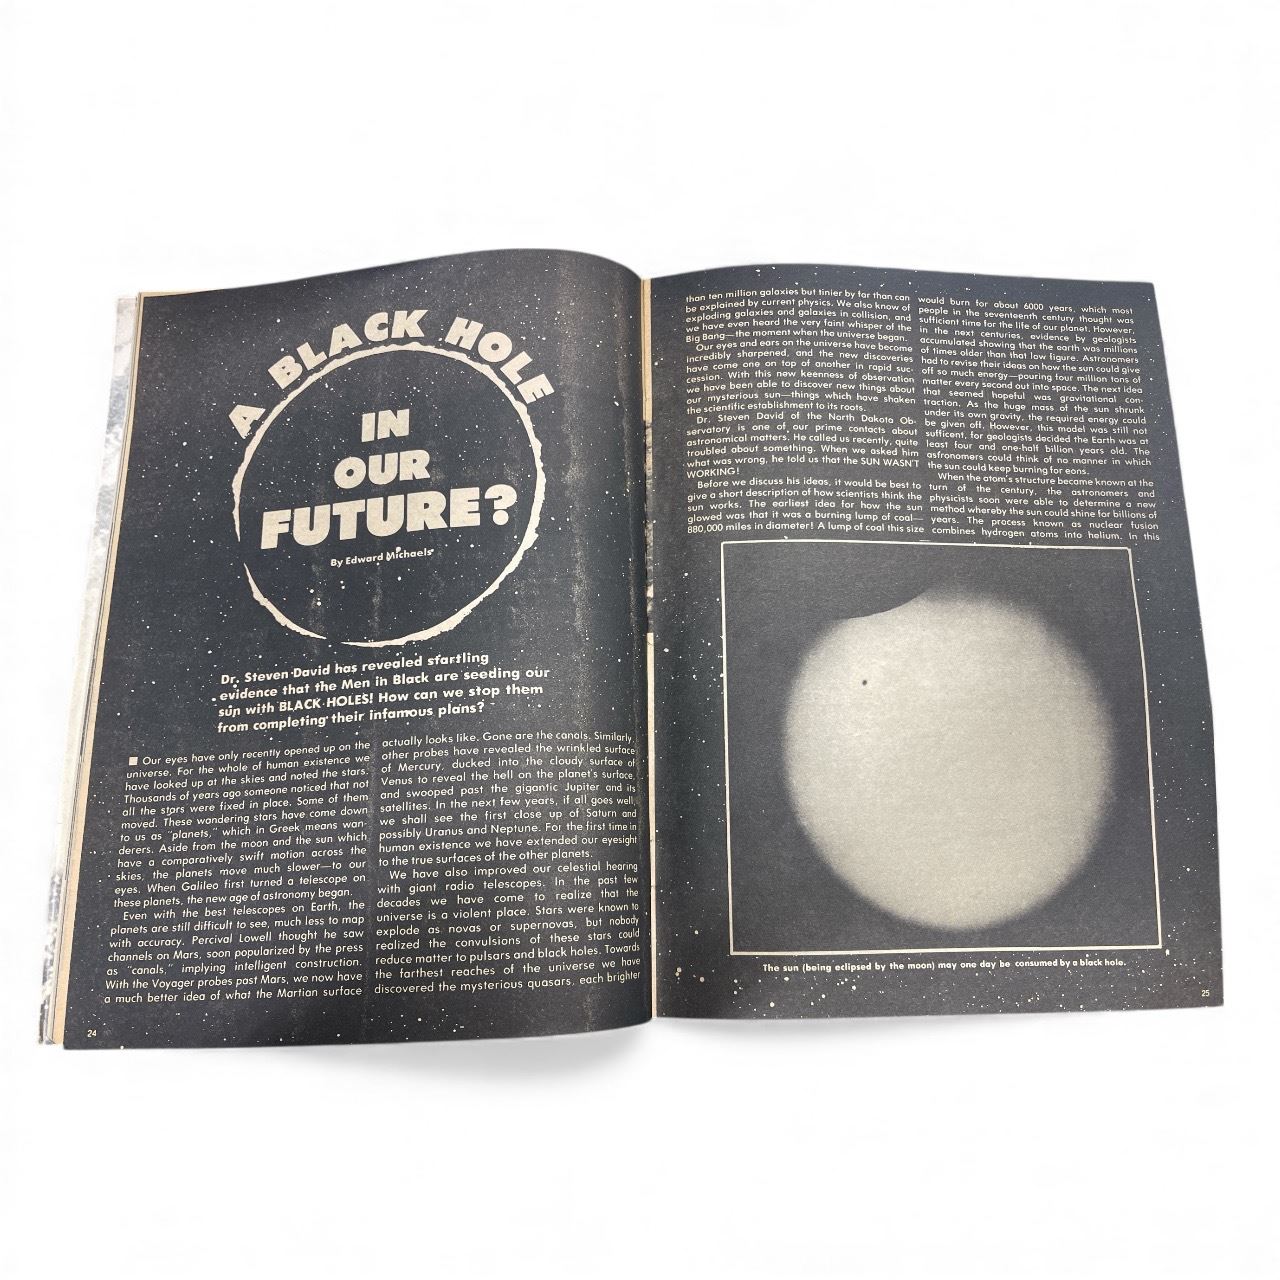 A BLACK HOLE
IN
OUR
FUTURE?
By Edward Michaels
Dr. Steven David has revealed startling
evidence that the Men in Black are seeding our
sun with BLACK HOLES! How can we stop them
from completing their infamous plans?
■ Our eyes have only recently opened up on the
universe. For the whole of human existence we
have looked up at the skies and noted the stars.
Thousands of years ago someone noticed that not
all the stars were fixed in place. Some of them
moved. These wandering stars have come down
to us as "planets," which in Greek means wan-
derers. Aside from the moon and the sun which
have a comparatively swift motion across the
skies, the planets move much slower—to our
eyes. When Galileo first turned a telescope on
these planets, the new age of astronomy began.
Even with the best telescopes on Earth, the
planets are still difficult to see, much less to map
with accuracy. Percival Lowell thought he saw
channels on Mars, soon popularized by the press
as "canals," implying intelligent construction.
With the Voyager probes past Mars, we now have
a much better idea of what the Martian surface
actually looks like. Gone are the canals. Similarly,
other probes have revealed the wrinkled surface
of Mercury, ducked into the cloudy surface of
Venus to reveal the hell on the planet's surface,
and swooped past the gigantic Jupiter and its
satellites. In the next few years, if all goes well,
we shall see the first close up of Saturn and
possibly Uranus and Neptune. For the first time in
human existence we have extended our eyesight
to the true surfaces of the other planets.
We have also improved our celestial hearing
with giant radio telescopes. In the past few
decades we have come to realize that the
universe is a violent place. Stars were known to
explode as novas or supernovas, but nobody
realized the convulsions of these stars could
reduce matter to pulsars and black holes. Towards
the farthest reaches of the universe we have
discovered the mysterious quasars, each brighter
24
than ten million galaxies but tinier by far than can
be explained by current physics. We also know of
exploding galaxies and galaxies in collision, and
we have even heard the very faint whisper of the
Big Bang—the moment when the universe began.
Our eyes and ears on the universe have become
incredibly sharpened, and the new discoveries
have come one on top of another in rapid suc-
cession. With this new keenness of observation
we have been able to discover new things about
our mysterious sun—things which have shaken
the scientific establishment to its roots.
Dr. Steven David of the North Dakota Ob-
servatory is one of our prime contacts about
astronomical matters. He called us recently, quite
troubled about something. When we asked him
what was wrong, he told us that the SUN WASN'T
WORKING!
Before we discuss his ideas, it would be best to
give a short description of how scientists think the
sun works. The earliest idea for how the sun
glowed was that it was a burning lump of coal—
880,000 miles in diameter! A lump of coal this size
would burn for about 6000 years, which most
people in the seventeenth century thought was
sufficient time for the life of our planet. However,
in the next centuries, evidence by geologists
accumulated showing that the earth was millions
of times older than that low figure. Astronomers
had to revise their ideas on how the sun could give
off so much energy—pouring four million tons of
matter every second out into space. The next idea
that seemed hopeful was gravitational con-
traction. As the huge mass of the sun shrunk
under its own gravity, the required energy could
be given off. However, this model was still not
sufficent, for geologists decided the Earth was at
least four and one-half billion years old. The
astronomers could think of no manner in which
the sun could keep burning for eons.
When the atom's structure became known at the
turn of the century, the astronomers and
physicists soon were able to determine a new
method whereby the sun could shine for billions of
years. The process known as nuclear fusion
combines hydrogen atoms into helium. In this
The sun (being eclipsed by the moon) may one day be consumed by a black hole.
25